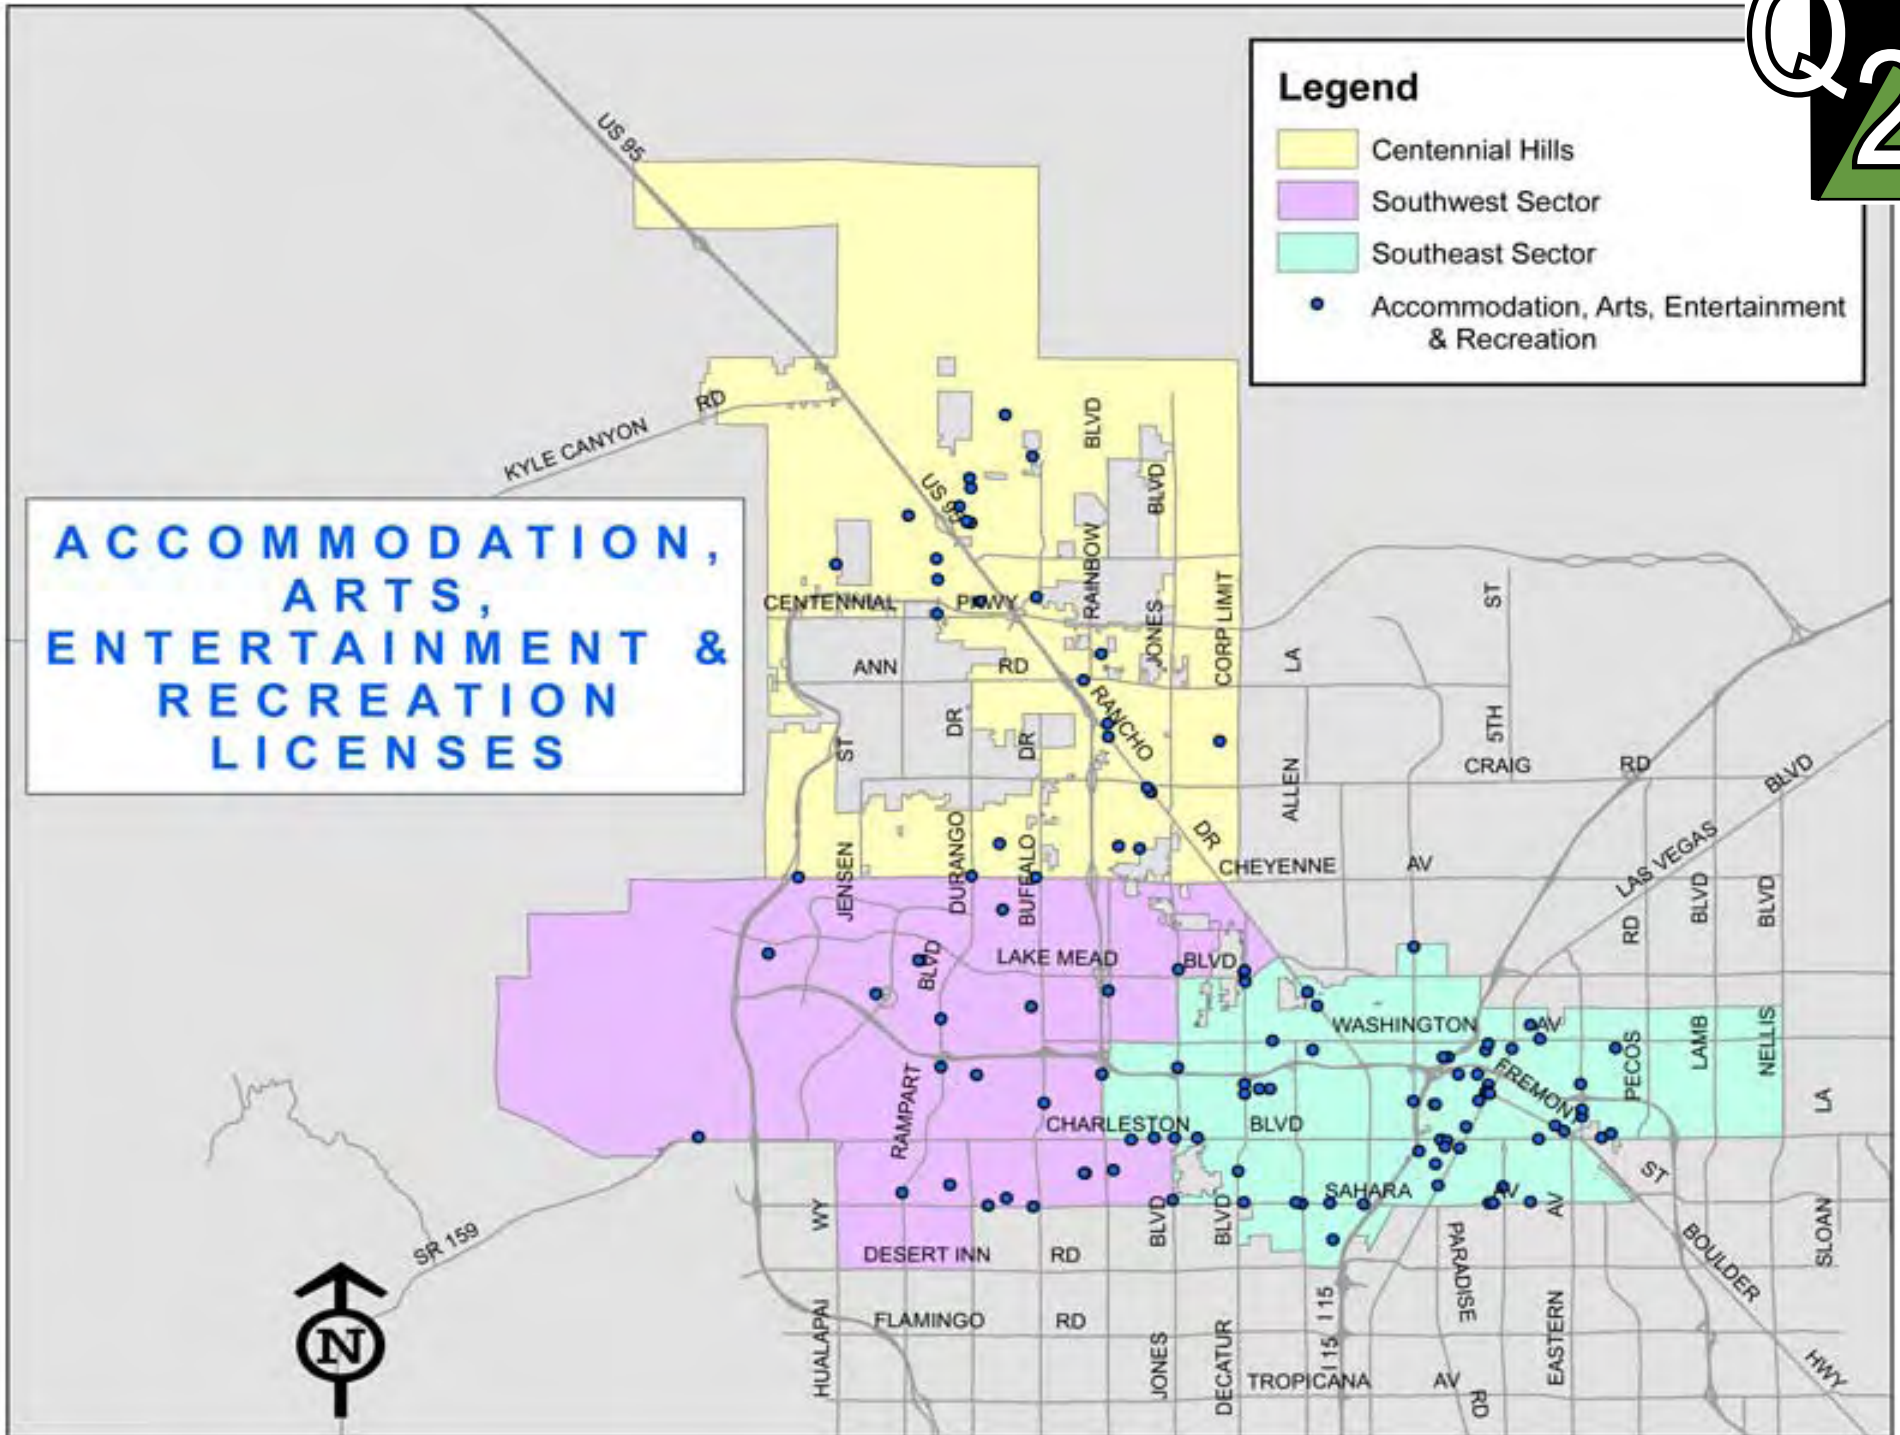 Q2
Legend
Centennial Hills
Southwest Sector
Southeast Sector
Accommodation, Arts, Entertainment
& Recreation
ACCOMMODATION,
ARTS,
ENTERTAINMENT &
RECREATION
LICENSES
US 95
KYLE CANYON RD
US 95
BLVD
BLVD
RAINBOW
JONES
CORP LIMIT
CENTENNIAL PKWY
ANN RD
RANCHO
DR
DR
DR
ST
LA
ST
5TH
ALLEN
CRAIG RD
BLVD
LAS VEGAS
JENSEN
DURANGO
BUFFALO
CHEYENNE AV
RD
BLVD
BLVD
BLVD
LAKE MEAD BLVD
WASHINGTON AV
FREMONT
PECOS
LAMB
NELLIS
RAMPART
CHARLESTON BLVD
LA
ST
SAHARA AV
AV
WY
BLVD
BLVD
SR 159
DESERT INN RD
PARADISE
BOULDER
SLOAN
N
HUALAPAI
FLAMINGO RD
JONES
DECATUR
I 15
I 15
EASTERN
TROPICANA AV
RD
HWY